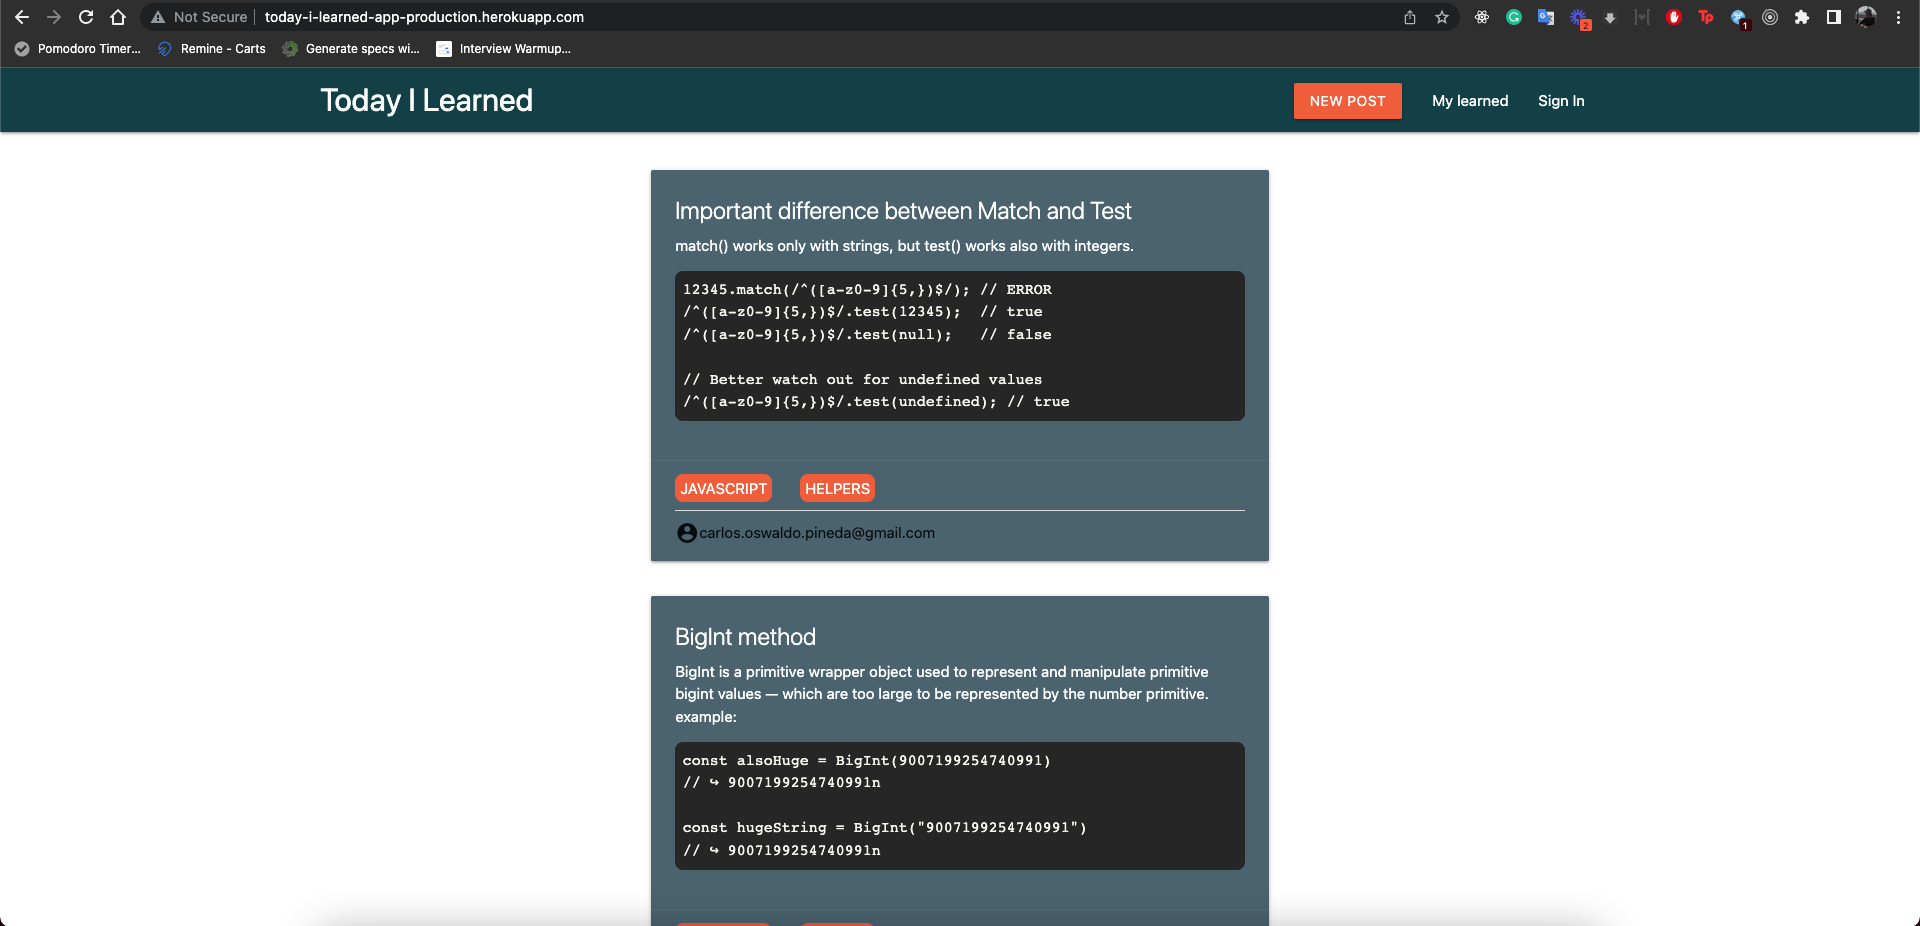 Not Secure | today-i-learned-app-production.herokuapp.com
2
Tp
1
Pomodoro Timer...
Remine - Carts
Generate specs wi...
Interview Warmup...
Today I Learned
NEW POST
My learned
Sign In
Important difference between Match and Test
match() works only with strings, but test() works also with integers.
12345.match(/^([a-z0-9]{5,})$/); // ERROR
/^([a-z0-9]{5,})$/.test(12345);  // true
/^([a-z0-9]{5,})$/.test(null);   // false
// Better watch out for undefined values
/^([a-z0-9]{5,})$/.test(undefined); // true
JAVASCRIPT
HELPERS
carlos.oswaldo.pineda@gmail.com
BigInt method
BigInt is a primitive wrapper object used to represent and manipulate primitive
bigint values — which are too large to be represented by the number primitive.
example:
const alsoHuge = BigInt(9007199254740991)
// ↪ 9007199254740991n
const hugeString = BigInt("9007199254740991")
// ↪ 9007199254740991n